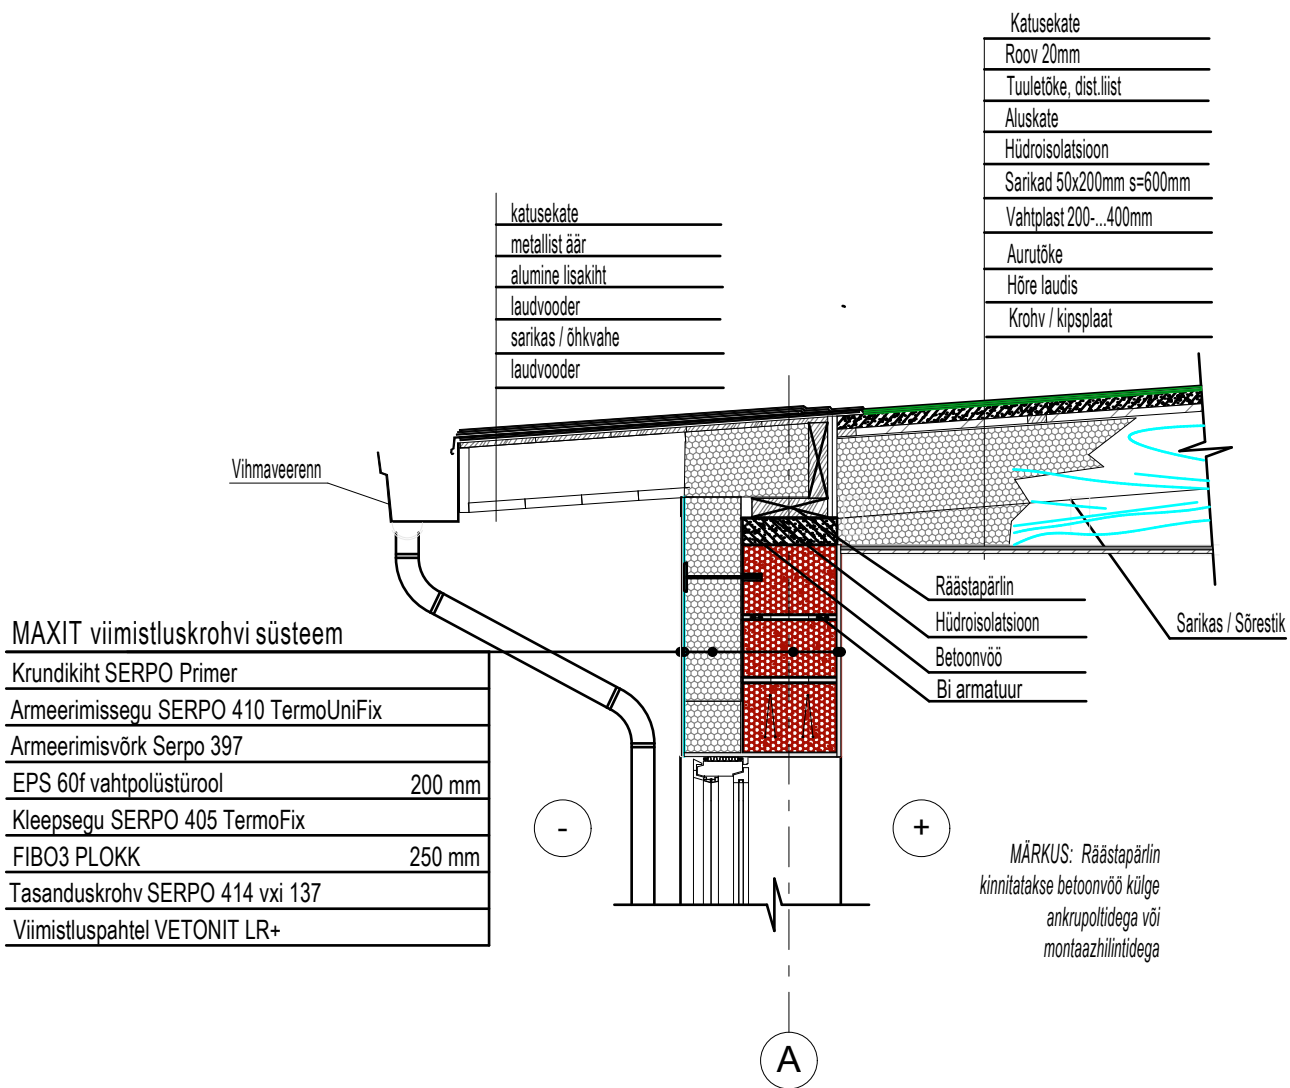 Katusekate
Roov 20mm
Tuuletõke, dist.liist
Aluskate
Hüdroisolatsioon
Sarikad 50x200mm s=600mm
Vahtplast 200-...400mm
Aurutõke
Hõre laudis
Krohv / kipsplaat
katusekate
metallist äär
alumine lisakiht
laudvooder
sarikas / õhkvahe
laudvooder
Vihmaveerenn
Räästapärlin
Hüdroisolatsioon
Betoonvöö
Bi armatuur
Sarikas / Sõrestik
MAXIT viimistluskrohvi süsteem
Krundikiht SERPO Primer
Armeerimissegu SERPO 410 TermoUniFix
Armeerimisvõrk Serpo 397
EPS 60f vahtpolüstürool 200 mm
Kleepsegu SERPO 405 TermoFix
FIBO3 PLOKK 250 mm
Tasanduskrohv SERPO 414 vxi 137
Viimistluspahtel VETONIT LR+
-
+
MÄRKUS: Räästapärlin
kinnitatakse betoonvöö külge
ankrupoltidega või
montaazhilintidega
A